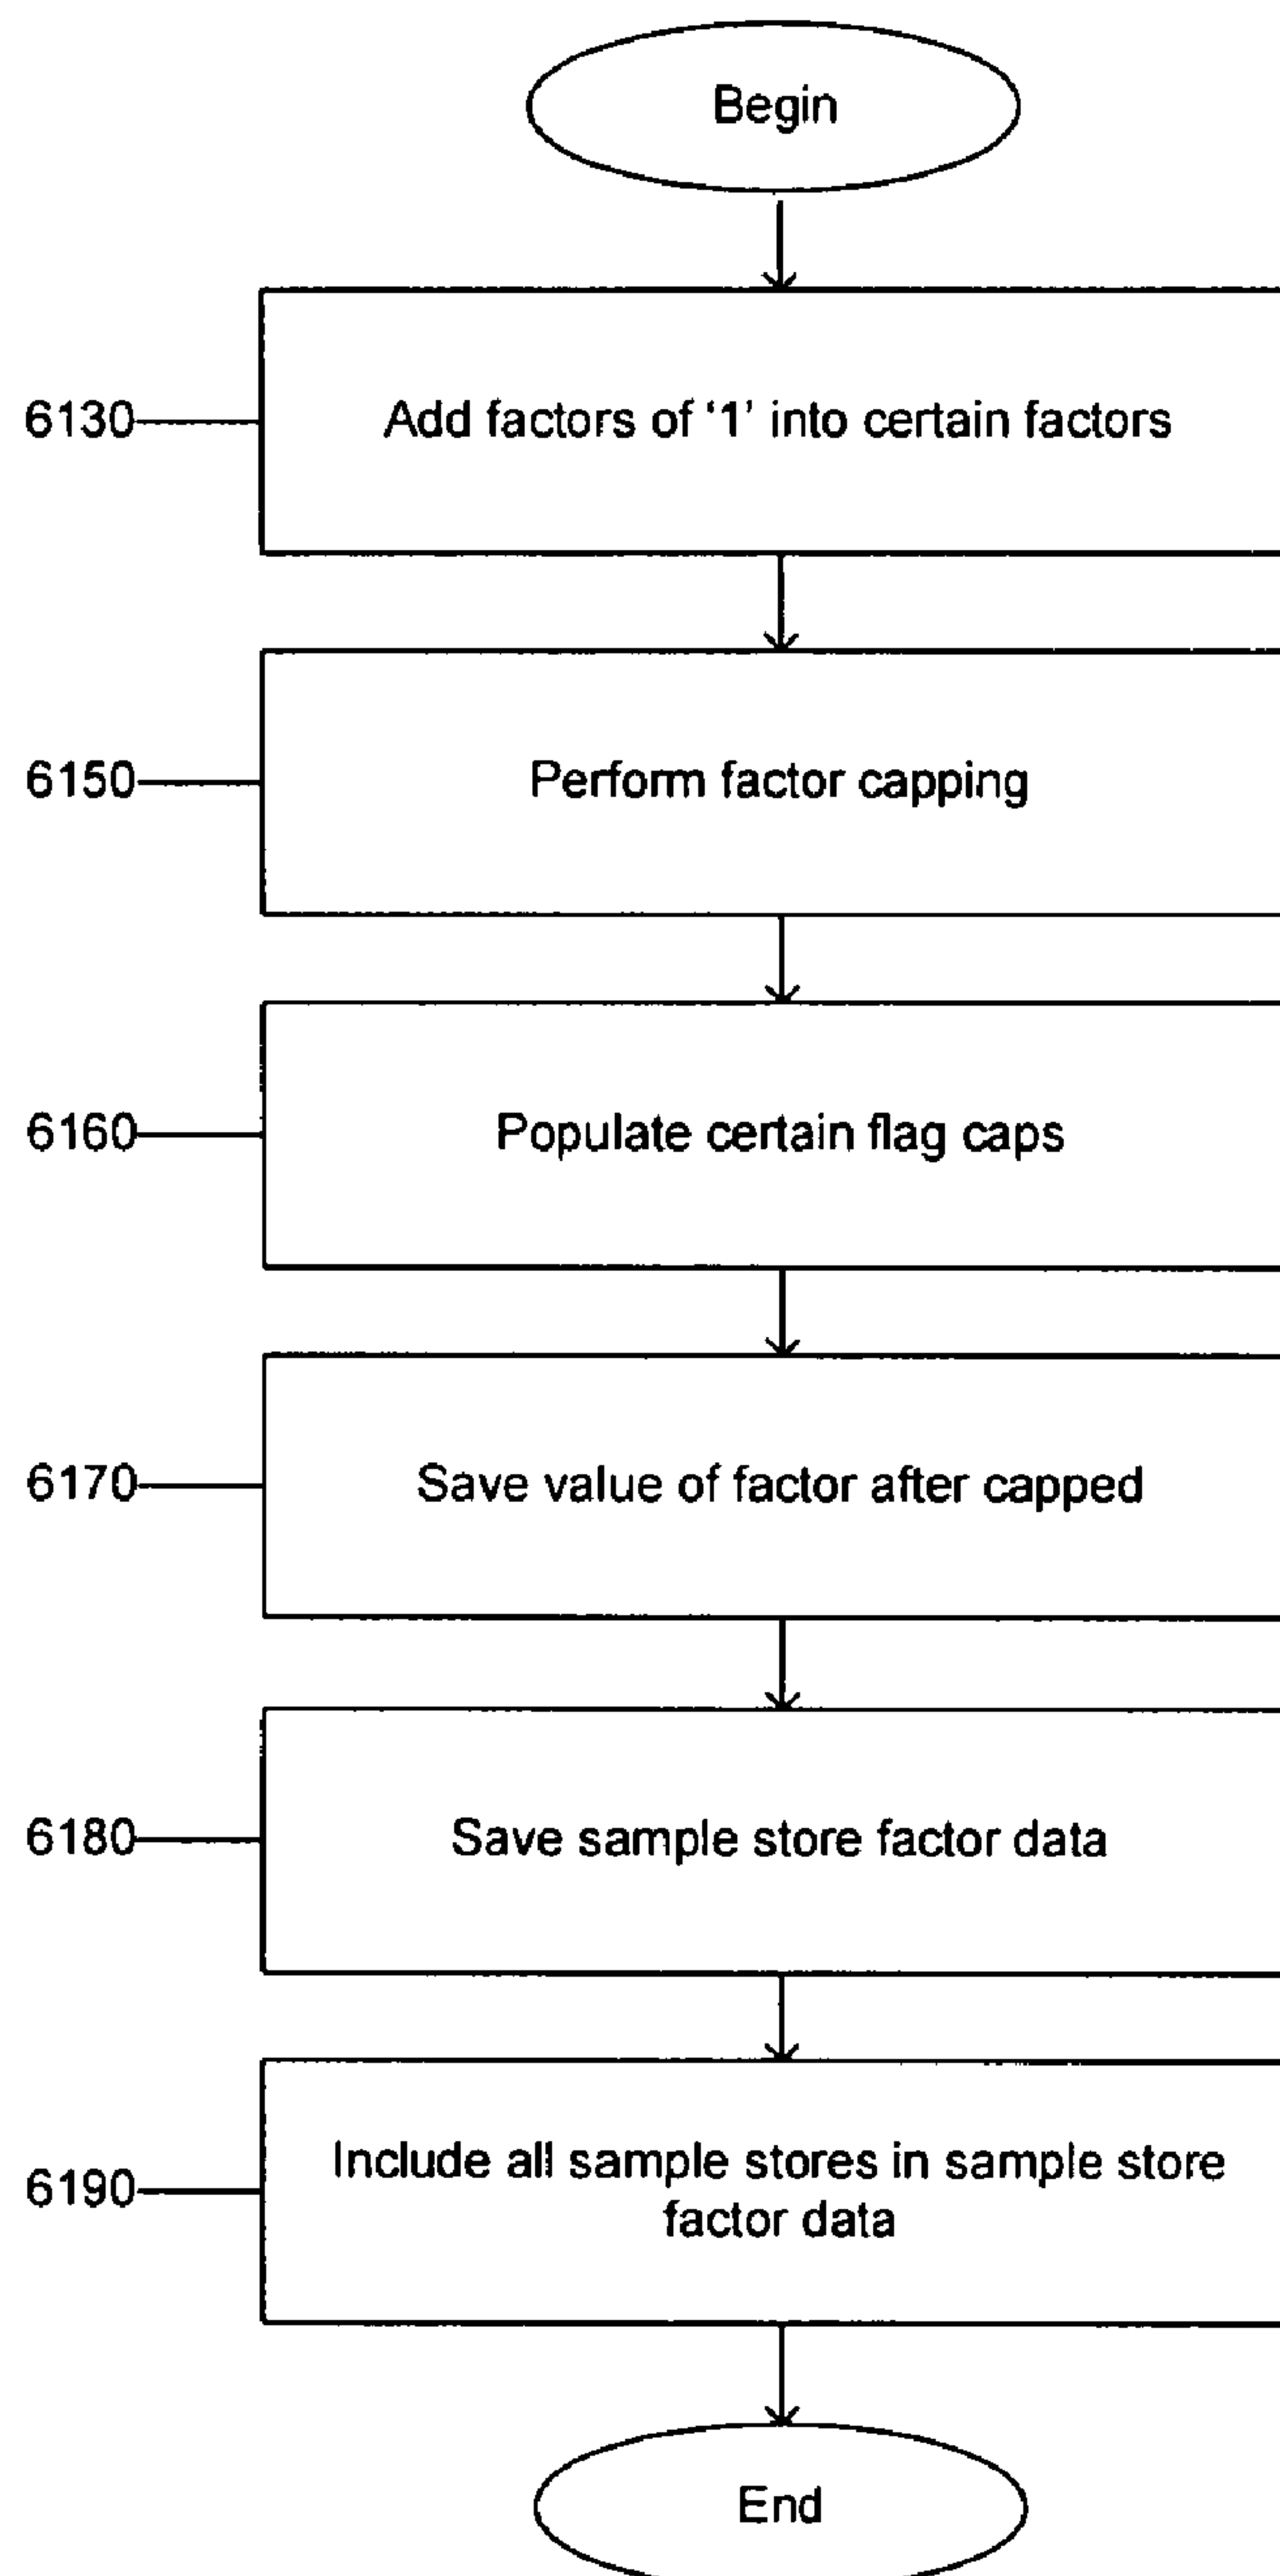 Begin
6130
Add factors of ‘1’ into certain factors
6150
Perform factor capping
6160
Populate certain flag caps
6170
Save value of factor after capped
6180
Save sample store factor data
6190
Include all sample stores in sample store
factor data
End